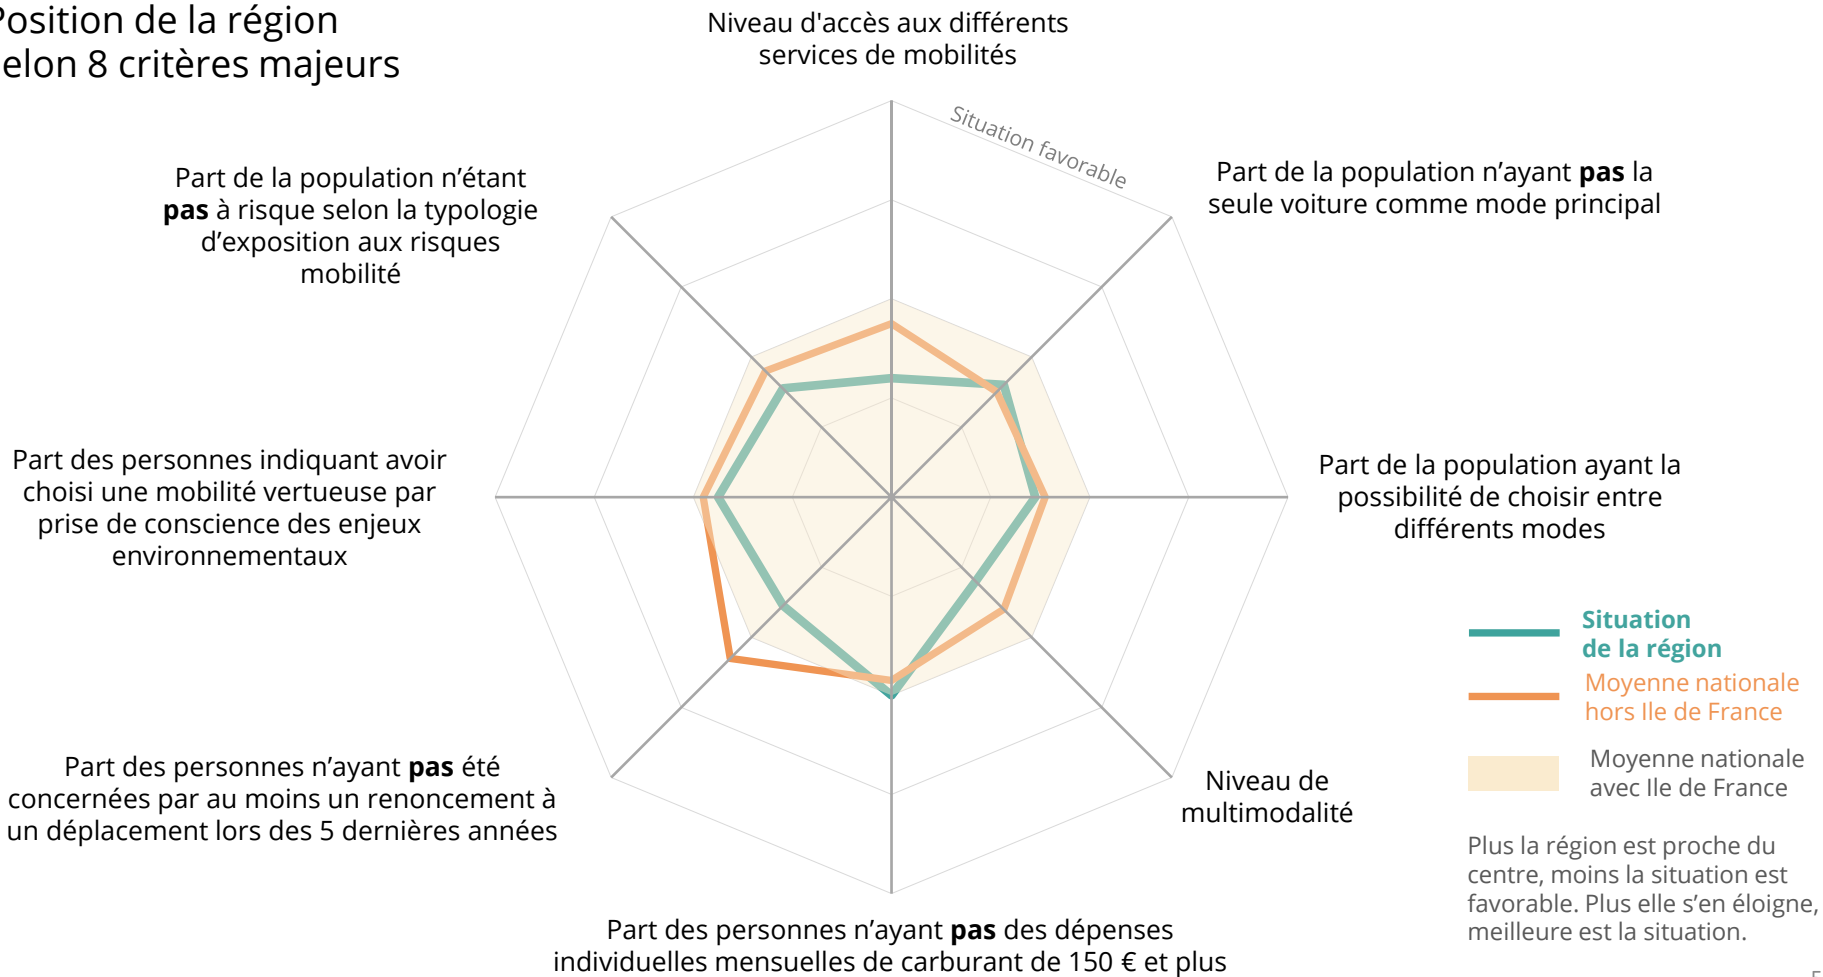 Position de la région
selon 8 critères majeurs
Niveau d'accès aux différents
services de mobilités
Situation favorable
Part de la population n'ayant pas la
seule voiture comme mode principal
Part de la population n’étant
pas à risque selon la typologie
d’exposition aux risques
mobilité
Part des personnes indiquant avoir
choisi une mobilité vertueuse par
prise de conscience des enjeux
environnementaux
Part de la population ayant la
possibilité de choisir entre
différents modes
Situation
de la région
Moyenne nationale
hors Ile de France
Moyenne nationale
avec Ile de France
Part des personnes n’ayant pas été
concernées par au moins un renoncement à
un déplacement lors des 5 dernières années
Niveau de
multimodalité
Plus la région est proche du
centre, moins la situation est
favorable. Plus elle s’en éloigne,
meilleure est la situation.
Part des personnes n’ayant pas des dépenses
individuelles mensuelles de carburant de 150 € et plus